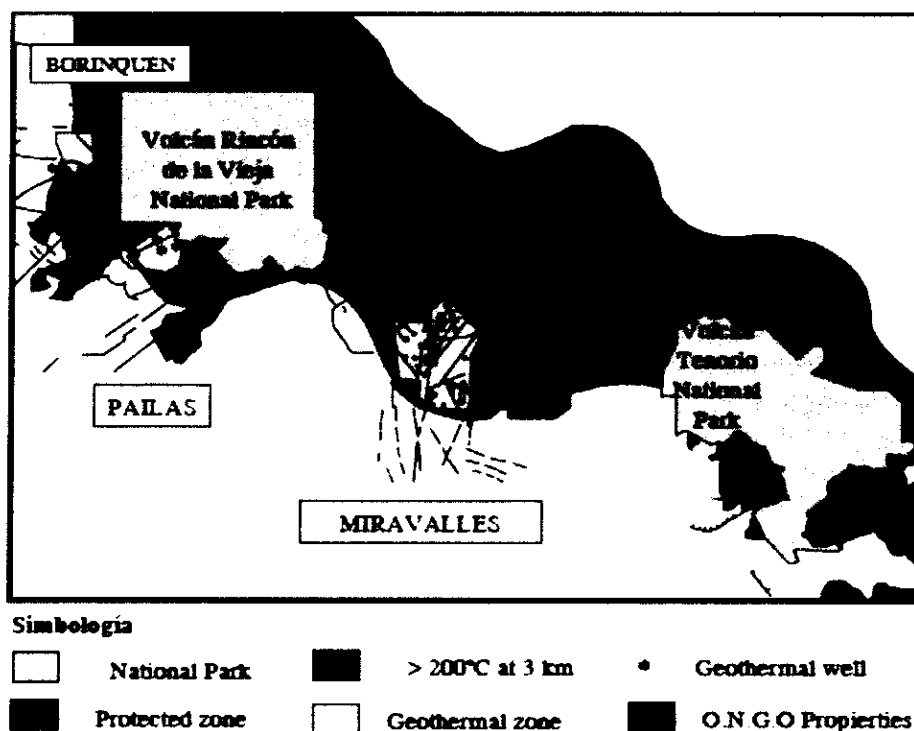 BORINQUEN
Volcán Rincón
de la Vieja
National Park
PAILAS
MIRAVALLES
Volcán
Tenorio
National
Park
Simbología
National Park
> 200°C at 3 km
Geothermal well
Protected zone
Geothermal zone
O.N.G.O Propierties